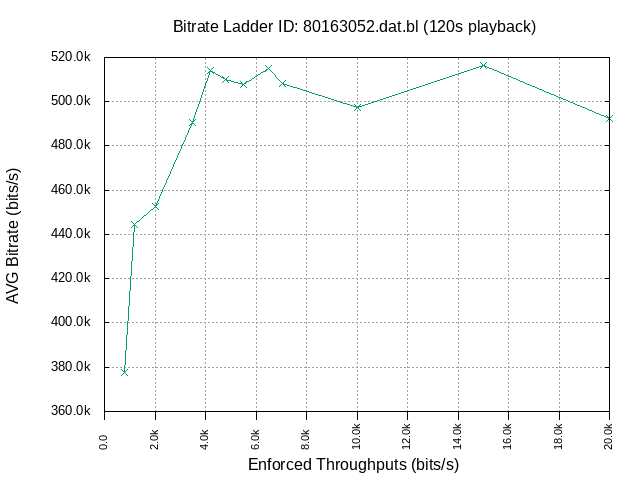 Bitrate Ladder ID: 80163052.dat.bl (120s playback)
520.0k
500.0k
480.0k
460.0k
440.0k
420.0k
400.0k
380.0k
360.0k
AVG Bitrate (bits/s)
0.0
2.0k
4.0k
6.0k
8.0k
10.0k
12.0k
14.0k
16.0k
18.0k
20.0k
Enforced Throughputs (bits/s)